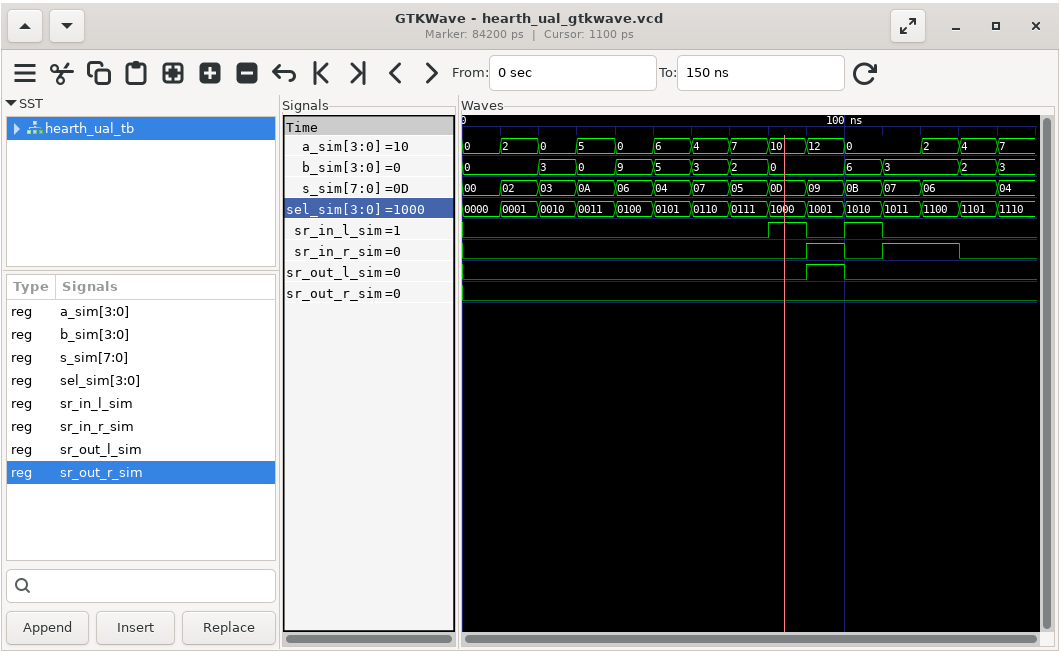 GTKWave - hearth_ual_gtkwave.vcd
Marker: 84200 ps | Cursor: 1100 ps
From: 0 sec To: 150 ns
SST
hearth_ual_tb
Type Signals
reg a_sim[3:0]
reg b_sim[3:0]
reg s_sim[7:0]
reg sel_sim[3:0]
reg sr_in_l_sim
reg sr_in_r_sim
reg sr_out_l_sim
reg sr_out_r_sim
Append Insert Replace
Signals
Time
a_sim[3:0]=10
b_sim[3:0]=0
s_sim[7:0]=0D
sel_sim[3:0]=1000
sr_in_l_sim=1
sr_in_r_sim=0
sr_out_l_sim=0
sr_out_r_sim=0
Waves
0 100 ns
0 2 0 5 0 6 4 7 10 12 0 2 4 7
0 3 0 9 5 3 2 0 6 3 2 3
00 02 03 0A 06 04 07 05 0D 09 0B 07 06 04
0000 0001 0010 0011 0100 0101 0110 0111 1000 1001 1010 1011 1100 1101 1110